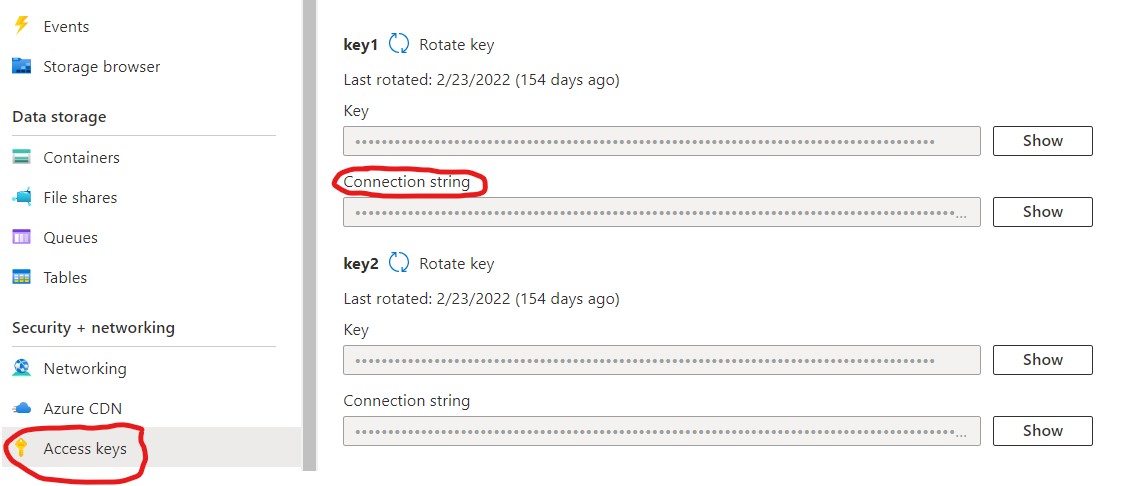 Events
Storage browser
Data storage
Containers
File shares
Queues
Tables
Security + networking
Networking
Azure CDN
Access keys
key1 Rotate key
Last rotated: 2/23/2022 (154 days ago)
Key
Show
Connection string
Show
key2 Rotate key
Last rotated: 2/23/2022 (154 days ago)
Key
Show
Connection string
Show